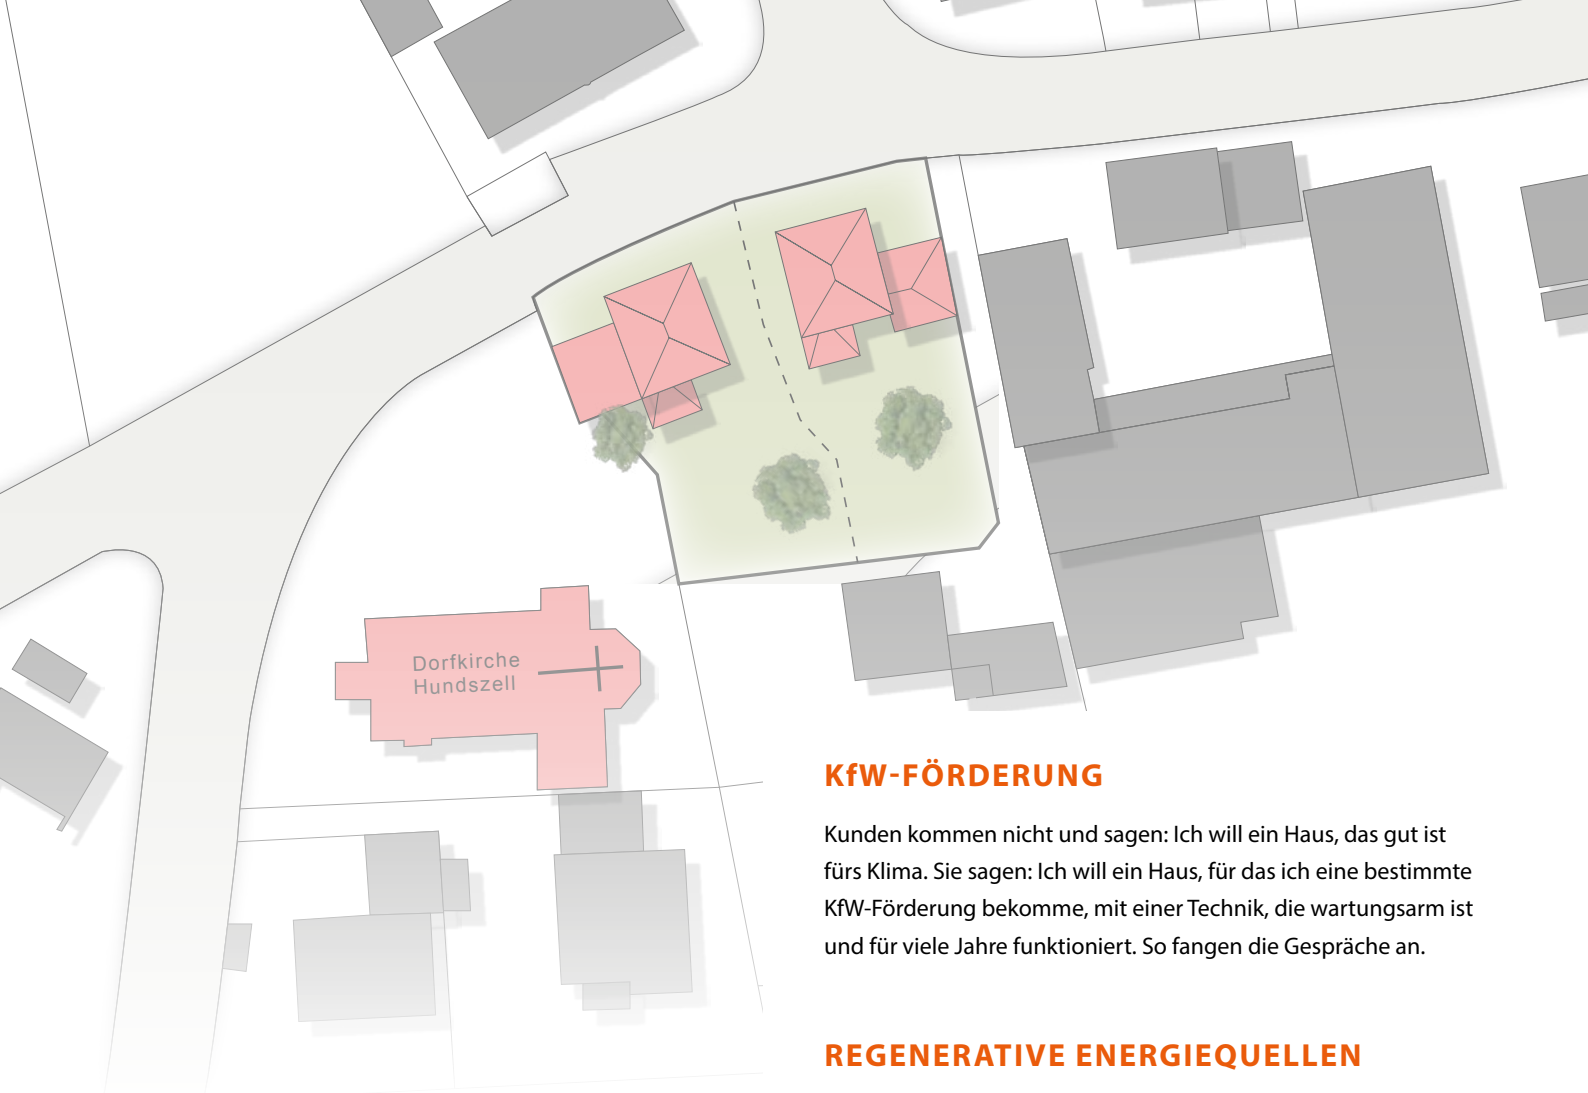 Dorfkirche
Hundszell
KfW-FÖRDERUNG
Kunden kommen nicht und sagen: Ich will ein Haus, das gut ist
fürs Klima. Sie sagen: Ich will ein Haus, für das ich eine bestimmte
KfW-Förderung bekomme, mit einer Technik, die wartungsarm ist
und für viele Jahre funktioniert. So fangen die Gespräche an.
REGENERATIVE ENERGIEQUELLEN